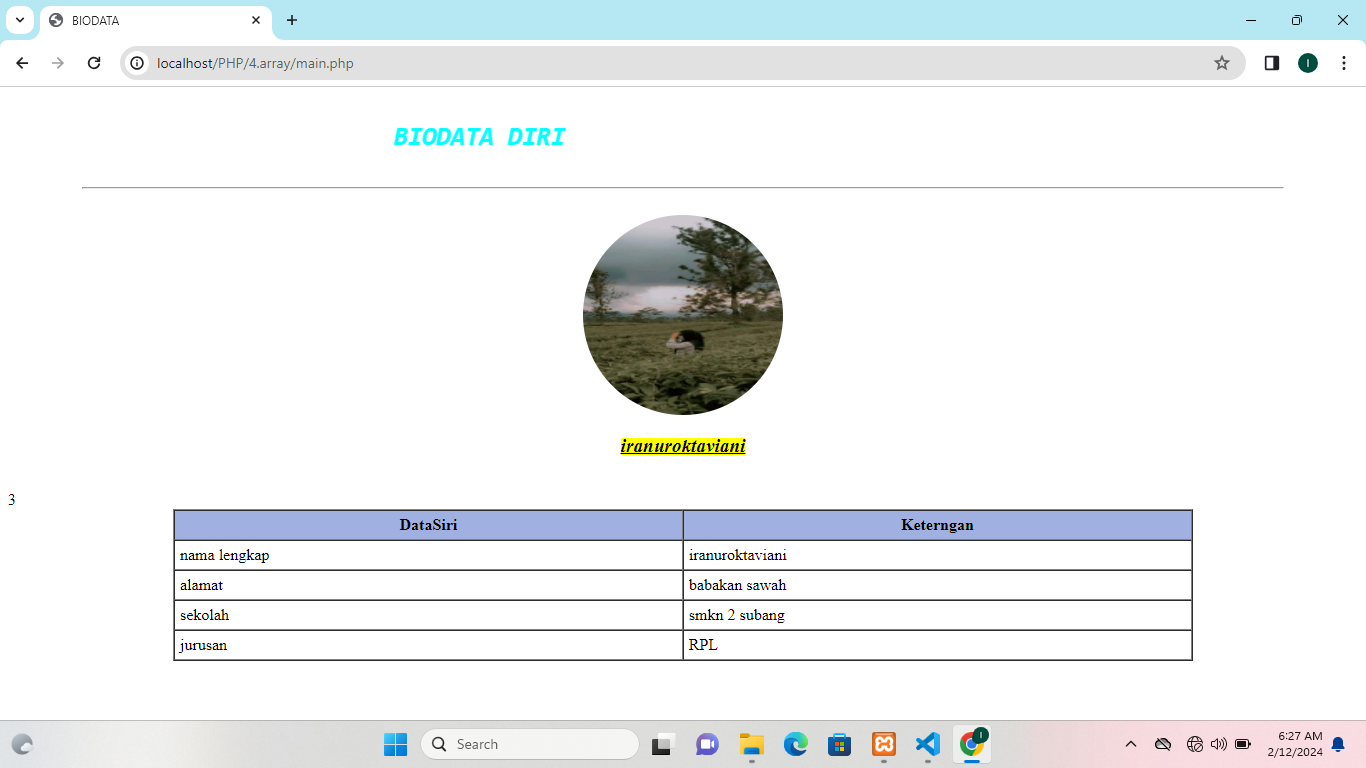 BIODATA
localhost/PHP/4.array/main.php
I
BIODATA DIRI
iranuroktaviani
3
DataSiri Keterngan
nama lengkap iranuroktaviani
alamat babakan sawah
sekolah smkn 2 subang
jurusan RPL
Search
I
6:27 AM
2/12/2024